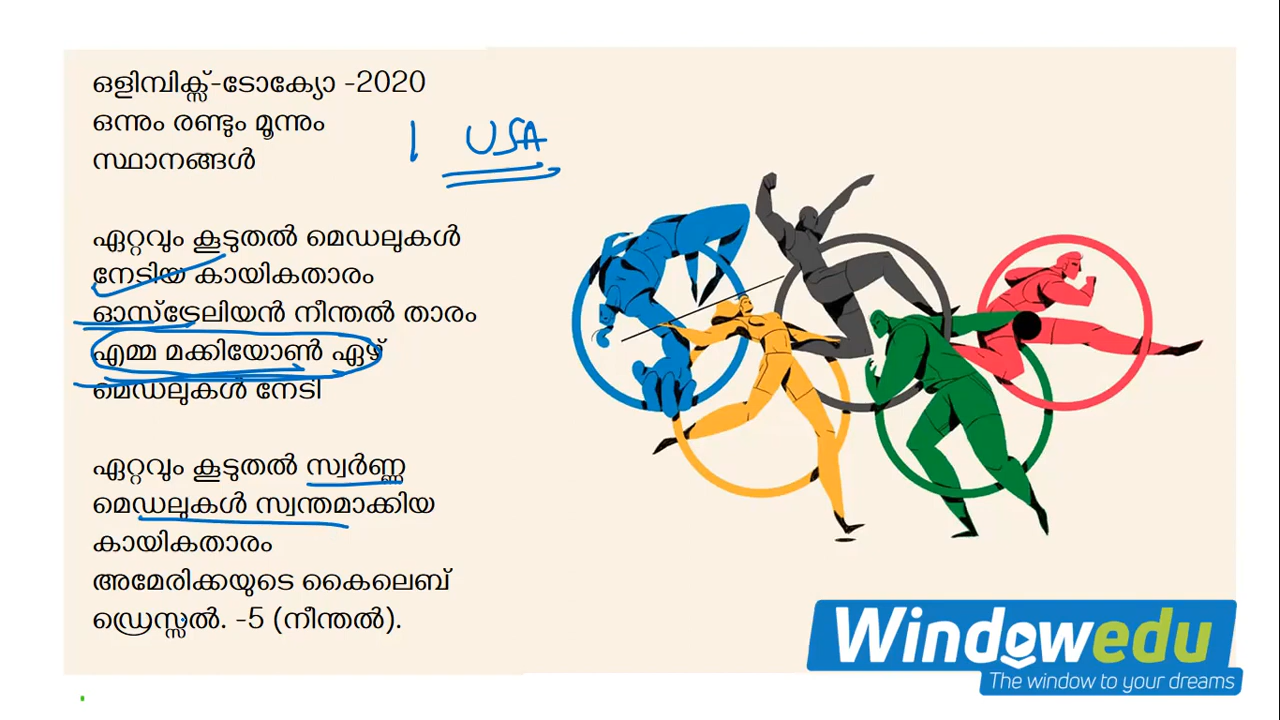 ഒളിമ്പിക്സ്-ടോക്യോ -2020
ഒന്നും രണ്ടും മൂന്നും
സ്ഥാനങ്ങൾ
1 USA
ഏറ്റവും കൂടുതൽ മെഡലുകൾ
നേടിയ കായികതാരം
ഓസ്ട്രേലിയൻ നീന്തൽ താരം
എമ്മ മക്കിയോൺ ഏഴ്
മെഡലുകൾ നേടി
ഏറ്റവും കൂടുതൽ സ്വർണ്ണ
മെഡലുകൾ സ്വന്തമാക്കിയ
കായികതാരം
അമേരിക്കയുടെ കൈലെബ്
ഡ്രെസ്സൽ. -5 (നീന്തൽ).
Windowedu
The window to your dreams